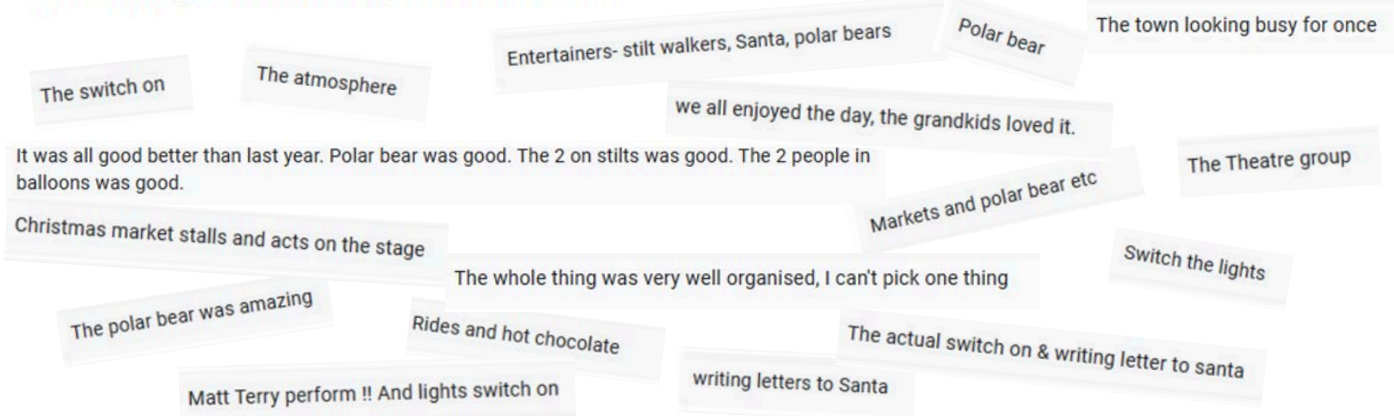 Entertainers- stilt walkers, Santa, polar bears
Polar bear
The town looking busy for once
The switch on
The atmosphere
we all enjoyed the day, the grandkids loved it.
It was all good better than last year. Polar bear was good. The 2 on stilts was good. The 2 people in
balloons was good.
The Theatre group
Markets and polar bear etc
Christmas market stalls and acts on the stage
Switch the lights
The whole thing was very well organised, I can't pick one thing
The polar bear was amazing
Rides and hot chocolate
The actual switch on & writing letter to santa
Matt Terry perform !! And lights switch on
writing letters to Santa